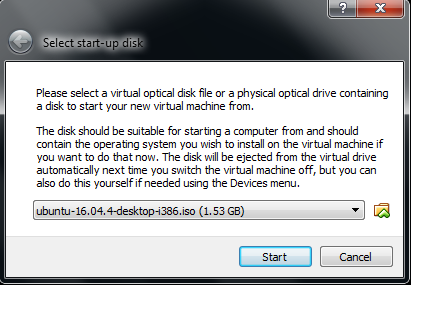 ?
X
Select start-up disk
Please select a virtual optical disk file or a physical optical drive containing
a disk to start your new virtual machine from.
The disk should be suitable for starting a computer from and should
contain the operating system you wish to install on the virtual machine if
you want to do that now. The disk will be ejected from the virtual drive
automatically next time you switch the virtual machine off, but you can
also do this yourself if needed using the Devices menu.
ubuntu-16.04.4-desktop-i386.iso (1.53 GB)
Start
Cancel